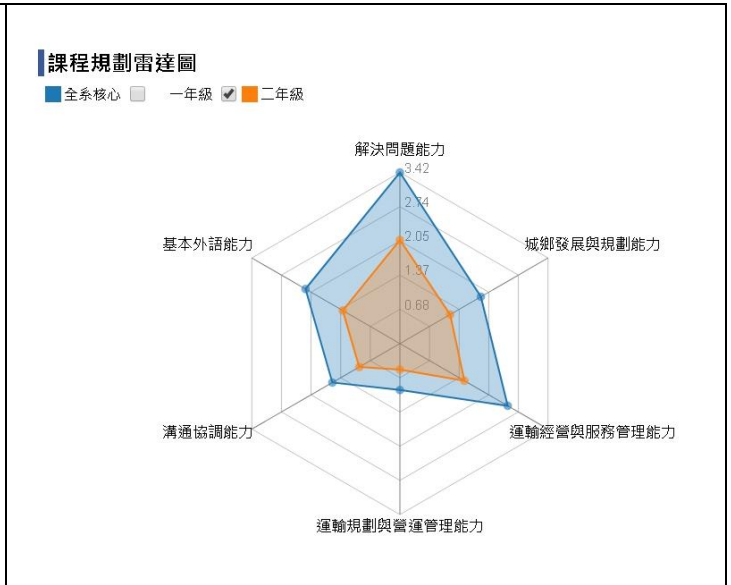 課程規劃雷達圖
全系核心 一年級 二年級
解決問題能力
3.42
2.74
基本外語能力 2.05 城鄉發展與規劃能力
1.37
0.68
溝通協調能力 運輸經營與服務管理能力
運輸規劃與營運管理能力